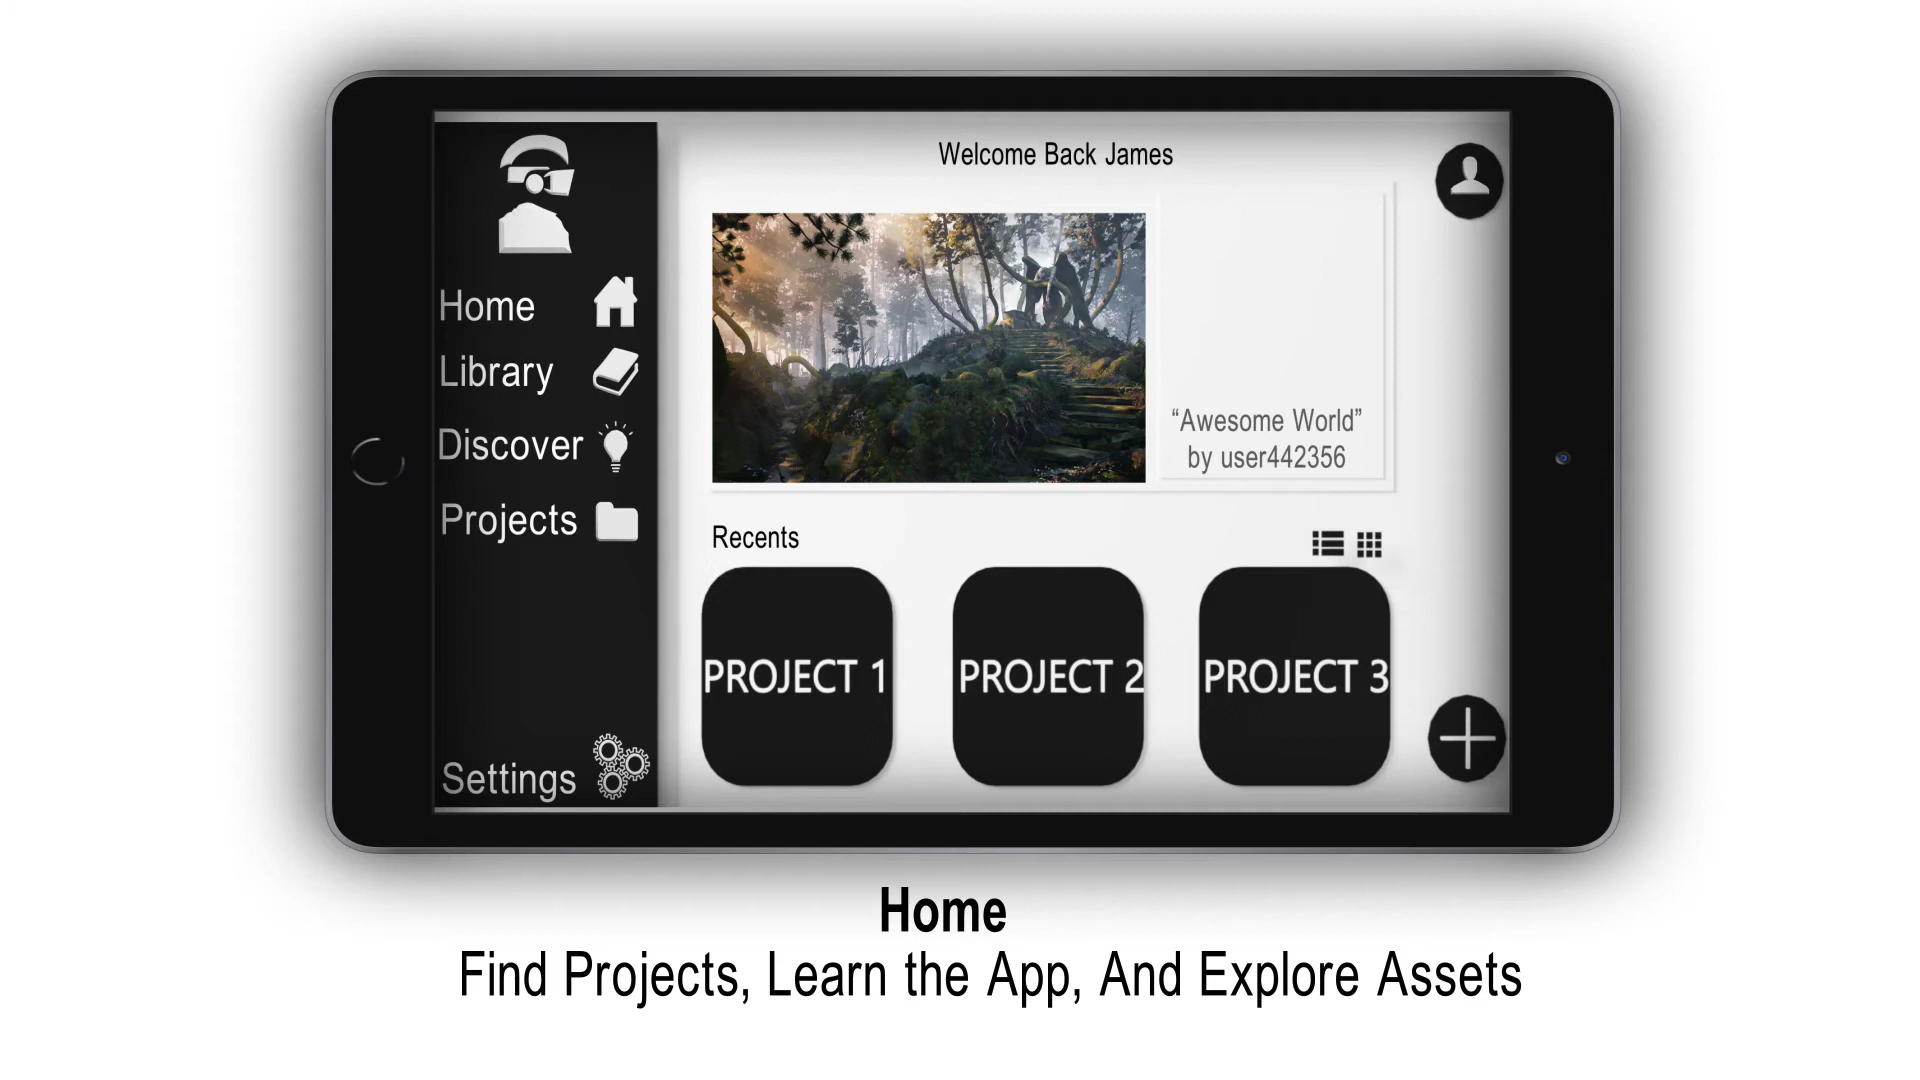 Welcome Back James
Home
Library
Discover
Projects
Settings
“Awesome World”
by user442356
Recents
PROJECT 1
PROJECT 2
PROJECT 3
Home
Find Projects, Learn the App, And Explore Assets